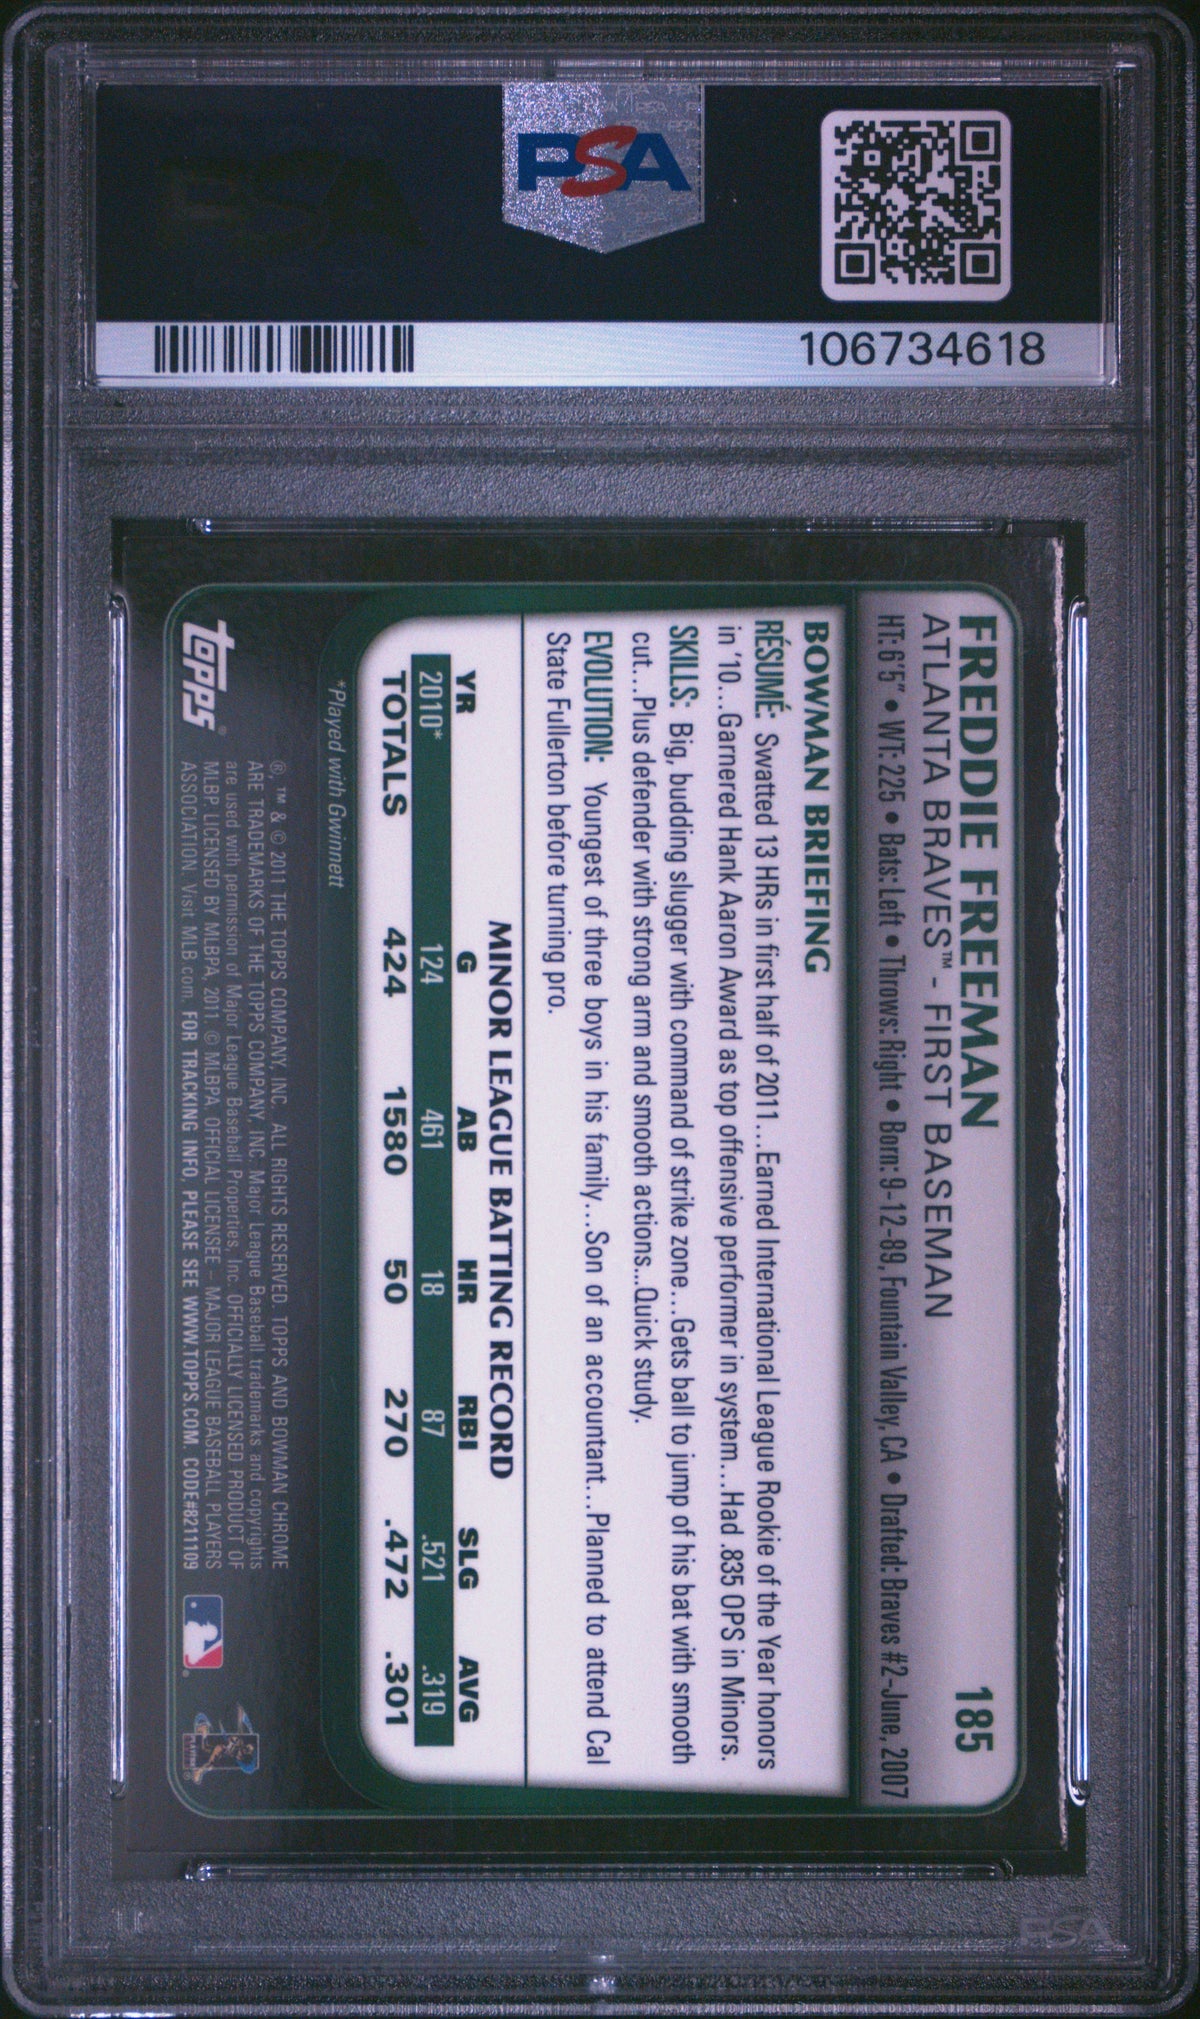 PSA
106734618
FREDDIE FREEMAN
185
ATLANTA BRAVES™ - FIRST BASEMAN
HT: 6'5" • WT: 225 • Bats: Left • Throws: Right • Born: 9-12-89, Fountain Valley, CA • Drafted: Braves #2-June, 2007
BOWMAN BRIEFING
RÉSUMÉ: Swatted 13 HRs in first half of 2011...Earned International League Rookie of the Year honors
in '10...Garnered Hank Aaron Award as top offensive performer in system...Had .835 OPS in Minors.
SKILLS: Big, budding slugger with command of strike zone...Gets ball to jump of his bat with smooth
cut...Plus defender with strong arm and smooth actions...Quick study.
EVOLUTION: Youngest of three boys in his family...Son of an accountant...Planned to attend Cal
State Fullerton before turning pro.
MINOR LEAGUE BATTING RECORD
YR G AB HR RBI SLG AVG
2010* 124 461 18 87 .521 .319
TOTALS 424 1580 50 270 .472 .301
*Played with Gwinnett
topps®
®, ™ & © 2011 THE TOPPS COMPANY, INC. ALL RIGHTS RESERVED. TOPPS AND BOWMAN CHROME
ARE TRADEMARKS OF THE TOPPS COMPANY, INC. Major League Baseball trademarks and copyrights
are used with permission of Major League Baseball Properties, Inc. OFFICIALLY LICENSED PRODUCT OF
MLBP. LICENSED BY MLBPA, 2011. © MLBPA. OFFICIAL LICENSEE - MAJOR LEAGUE BASEBALL PLAYERS
ASSOCIATION. Visit MLB.com. FOR TRACKING INFO, PLEASE SEE WWW.TOPPS.COM. CODE#8211109
PSA